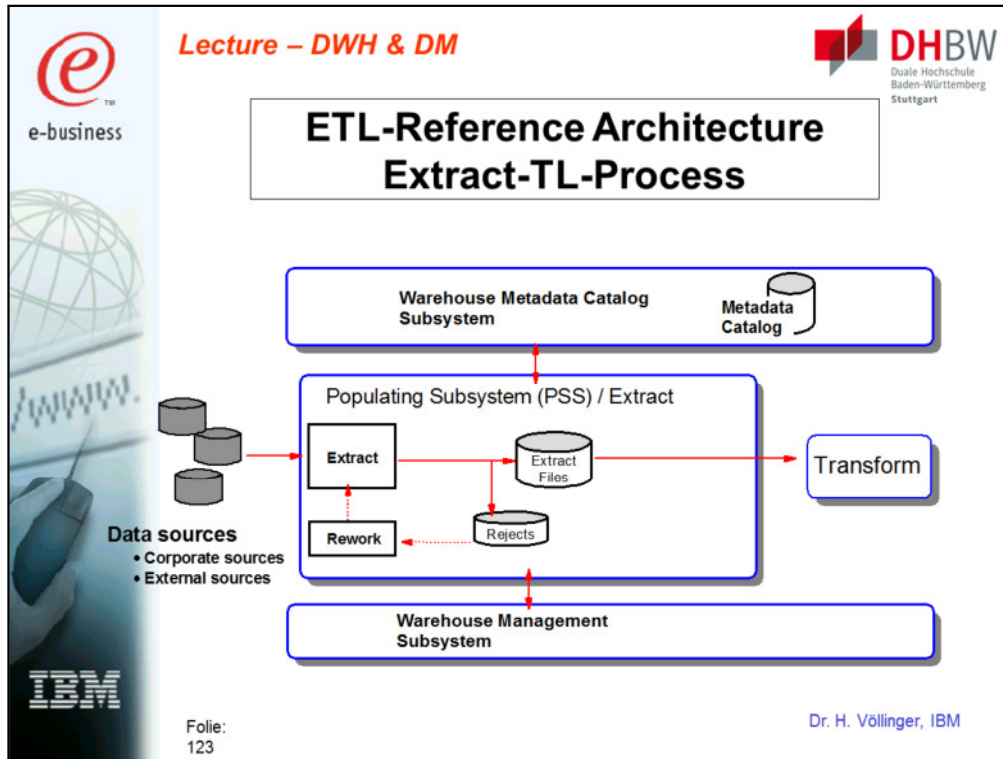 Lecture – DWH & DM
e
TM
e-business
DHBW
Duale Hochschule
Baden-Württemberg
Stuttgart
ETL-Reference Architecture
Extract-TL-Process
Warehouse Metadata Catalog
Subsystem
Metadata
Catalog
Populating Subsystem (PSS) / Extract
Extract
Extract
Files
Transform
Rework
Rejects
Data sources
• Corporate sources
• External sources
Warehouse Management
Subsystem
IBM
Folie:
123
Dr. H. Völlinger, IBM